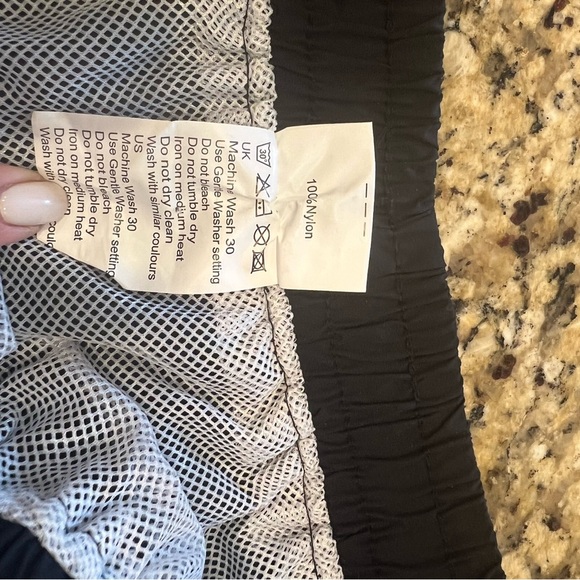 100%Nylon
30
UK
Machine Wash 30
Use Gentle Washer setting
Do not bleach
Do not tumble dry
Iron on medium heat
Do not dry clean
Wash with similar colours
US
Machine Wash 30
Use Gentle Washer setting
Do not bleach
Do not tumble dry
Iron on medium heat
Do not dry clean
Wash with